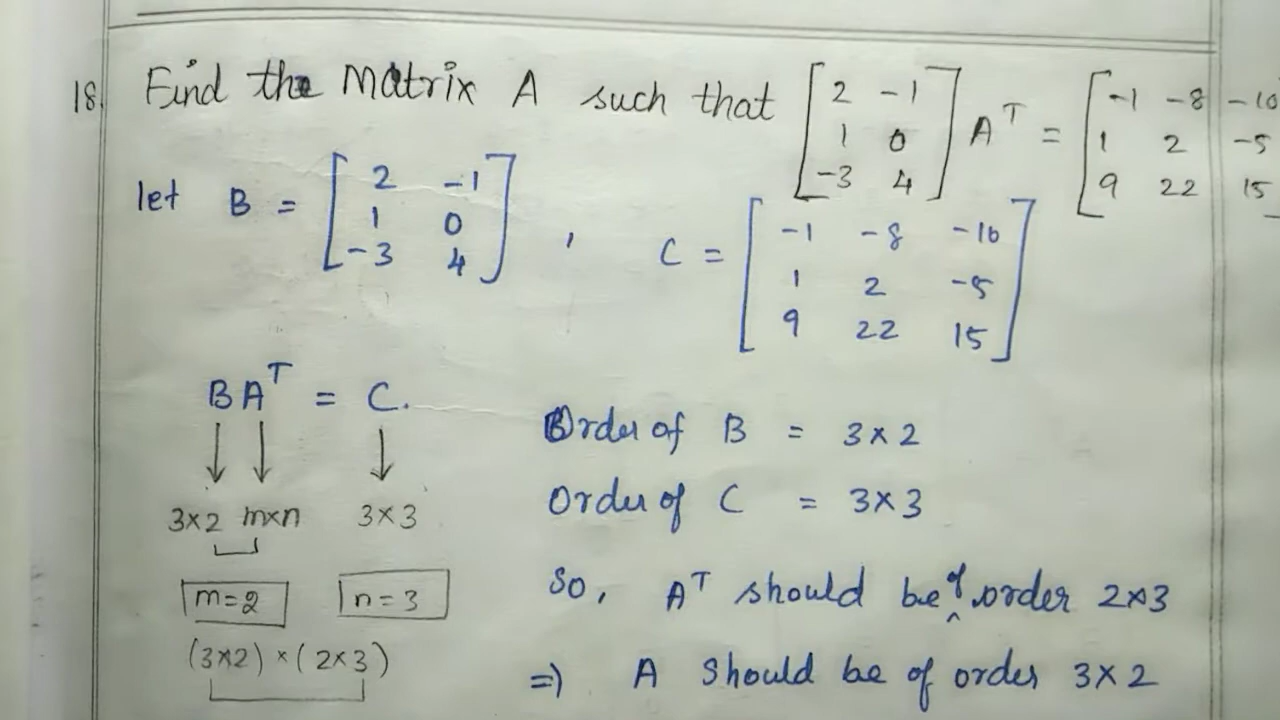 18. Find the Matrix A such that [2 -1
1 0
-3 4] A^T = [-1 -8 -10
1 2 -5
9 22 15]
let B = [2 -1
1 0
-3 4] , C = [-1 -8 -10
1 2 -5
9 22 15]
BA^T = C.
↓ ↓ ↓
3×2 m×n 3×3
m=2 n=3
(3×2) × (2×3)
Order of B = 3×2
Order of C = 3×3
So, A^T should be of order 2×3
⇒ A should be of order 3×2